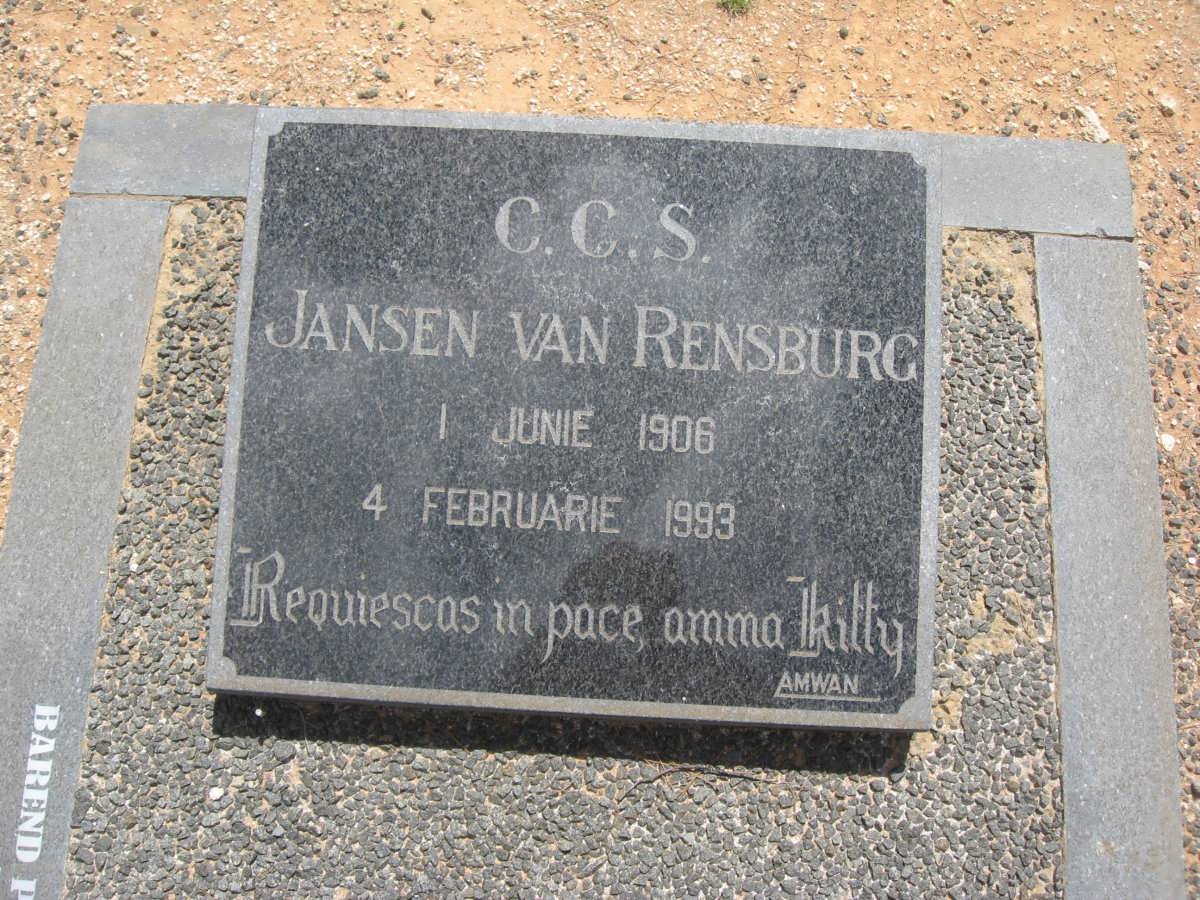 C.C.S.
JANSEN VAN RENSBURG
1 JUNIE 1906
4 FEBRUARIE 1993
Requiescas in pace, amma Kitty
AMWAN
BAREND P